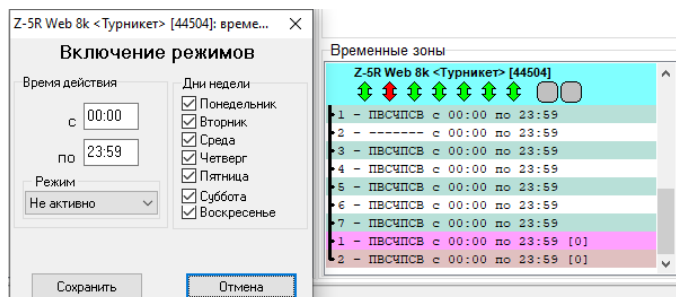 Z-5R Web 8k <Турникет> [44504]: време...
Включение режимов
Время действия
с 00:00
по 23:59
Режим
Не активно
Дни недели
Понедельник
Вторник
Среда
Четверг
Пятница
Суббота
Воскресенье
Сохранить
Отмена
Временные зоны
Z-5R Web 8k <Турникет> [44504]
1 - ПВСЧПСВ с 00:00 по 23:59
2 - ------- с 00:00 по 23:59
3 - ПВСЧПСВ с 00:00 по 23:59
4 - ПВСЧПСВ с 00:00 по 23:59
5 - ПВСЧПСВ с 00:00 по 23:59
6 - ПВСЧПСВ с 00:00 по 23:59
7 - ПВСЧПСВ с 00:00 по 23:59
1 - ПВСЧПСВ с 00:00 по 23:59 [0]
2 - ПВСЧПСВ с 00:00 по 23:59 [0]